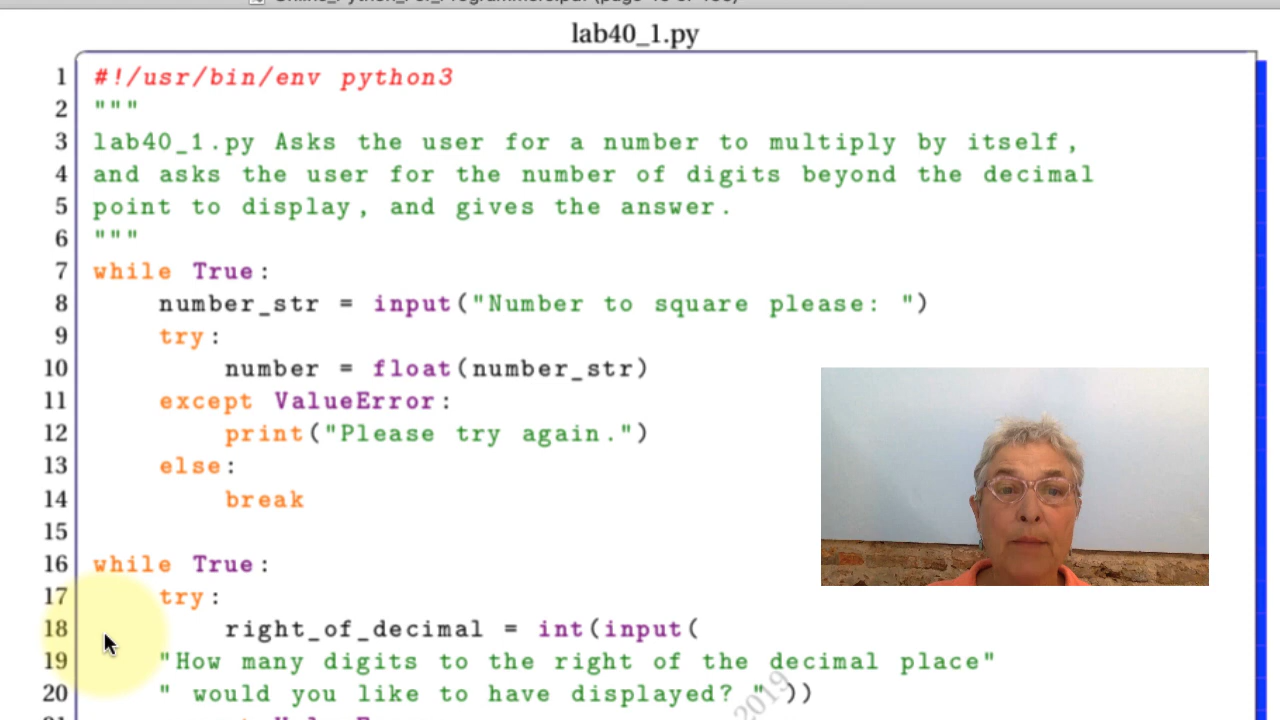 lab40_1.py
1 #!/usr/bin/env python3
2 """
3 lab40_1.py Asks the user for a number to multiply by itself,
4 and asks the user for the number of digits beyond the decimal
5 point to display, and gives the answer.
6 """
7 while True:
8     number_str = input("Number to square please: ")
9     try:
10         number = float(number_str)
11     except ValueError:
12         print("Please try again.")
13     else:
14         break
15
16 while True:
17     try:
18         right_of_decimal = int(input(
19     "How many digits to the right of the decimal place"
20     " would you like to have displayed? " ))
2019